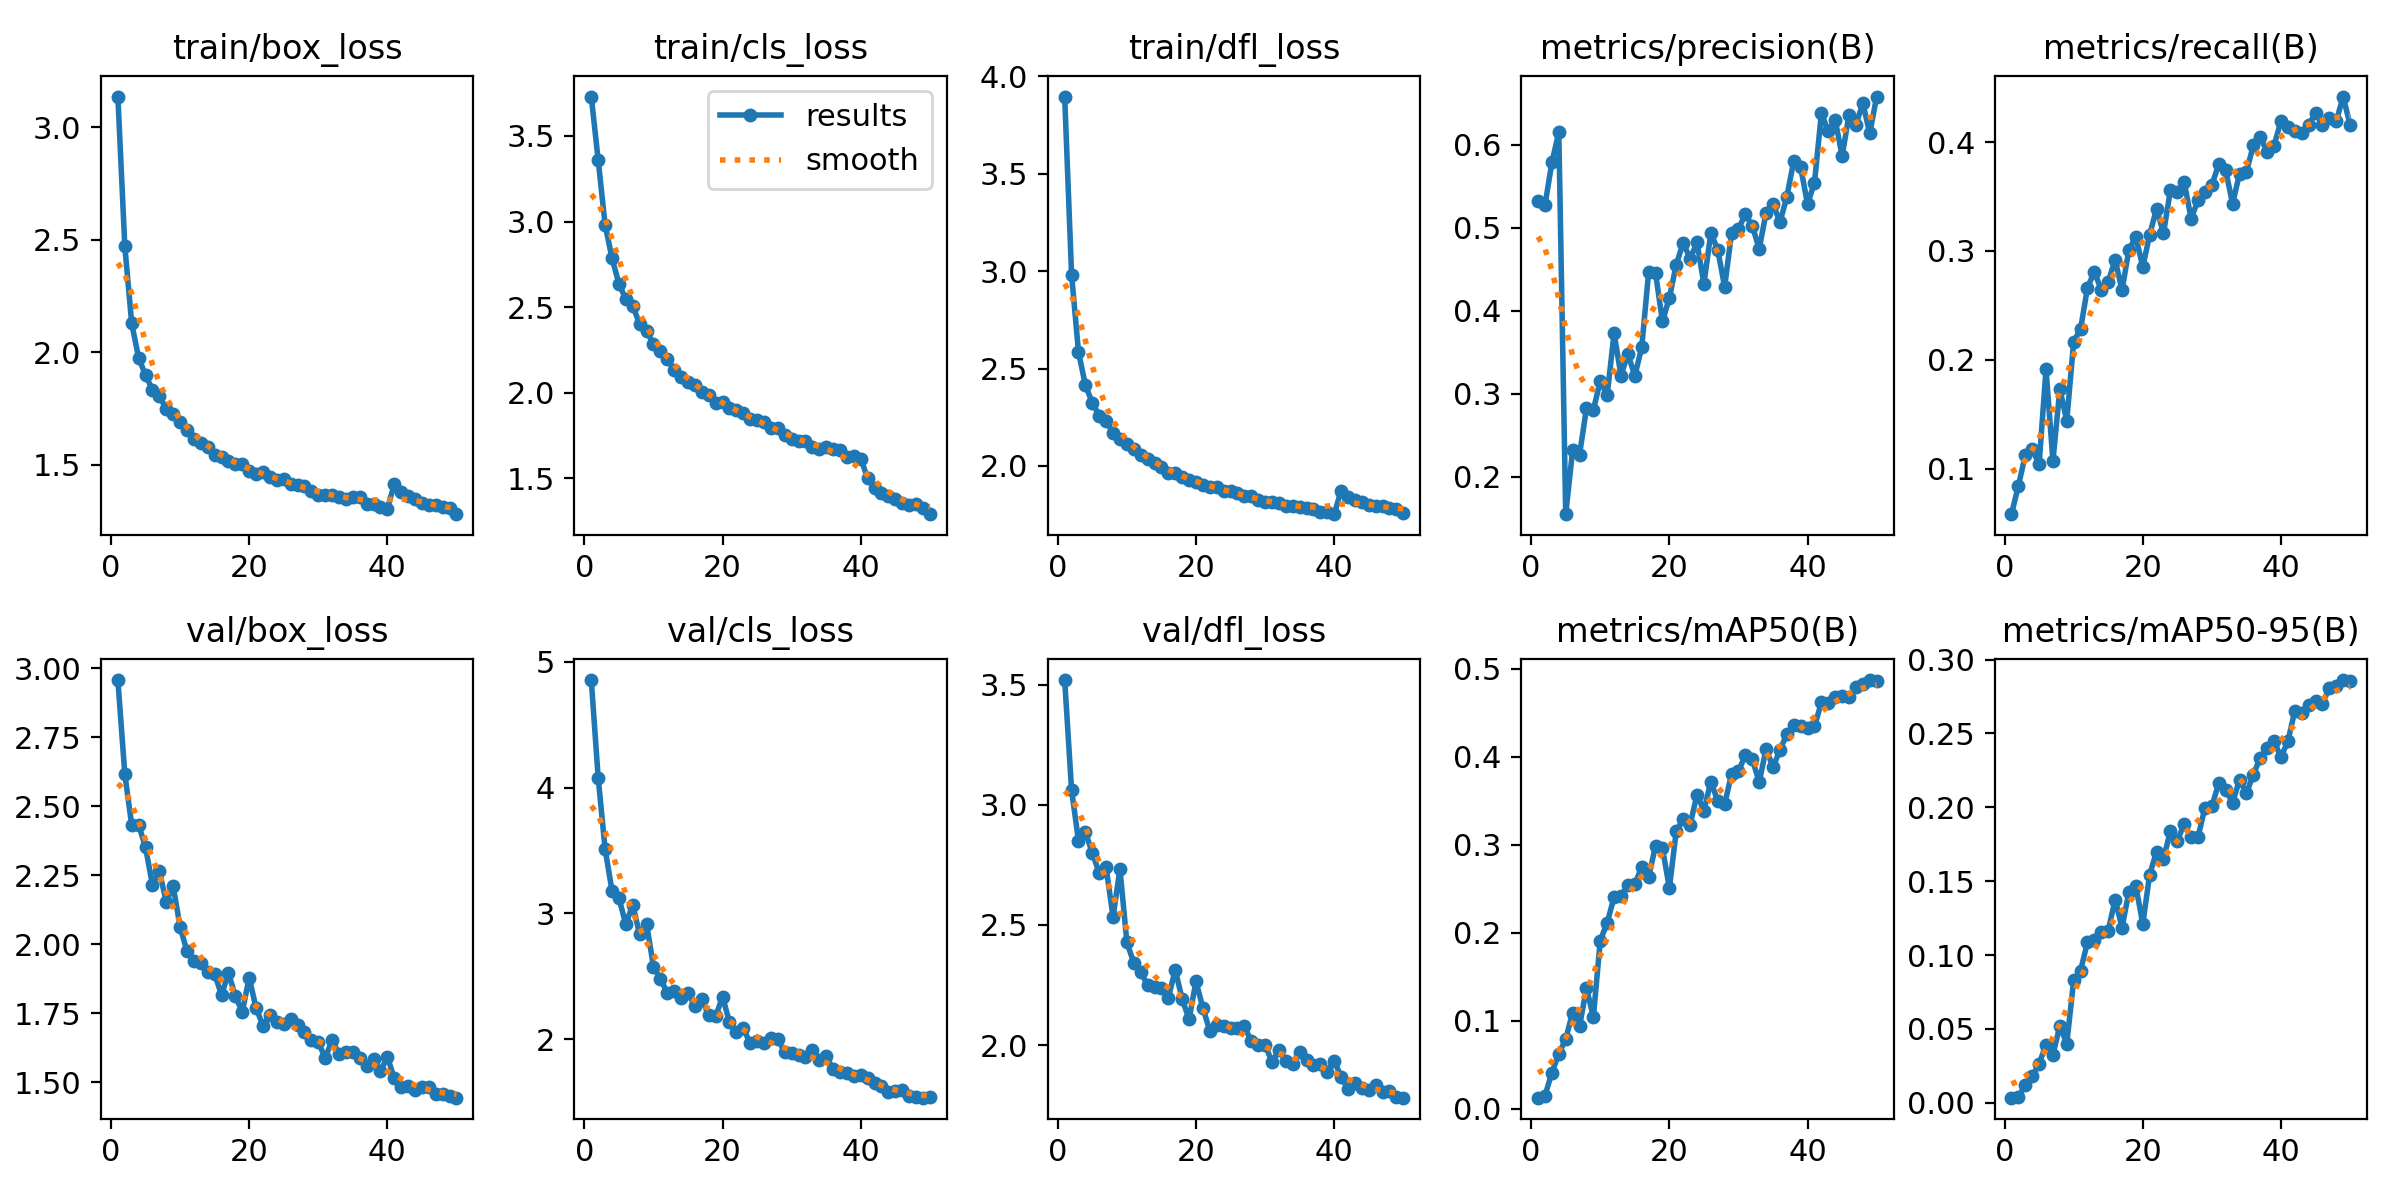 train/box_loss
3.0
2.5
2.0
1.5
0 20 40
train/cls_loss
results
smooth
3.5
3.0
2.5
2.0
1.5
0 20 40
train/dfl_loss
4.0
3.5
3.0
2.5
2.0
0 20 40
metrics/precision(B)
0.6
0.5
0.4
0.3
0.2
0 20 40
metrics/recall(B)
0.4
0.3
0.2
0.1
0 20 40
val/box_loss
3.00
2.75
2.50
2.25
2.00
1.75
1.50
0 20 40
val/cls_loss
5
4
3
2
0 20 40
val/dfl_loss
3.5
3.0
2.5
2.0
0 20 40
metrics/mAP50(B)
0.5
0.4
0.3
0.2
0.1
0.0
0 20 40
metrics/mAP50-95(B)
0.30
0.25
0.20
0.15
0.10
0.05
0.00
0 20 40